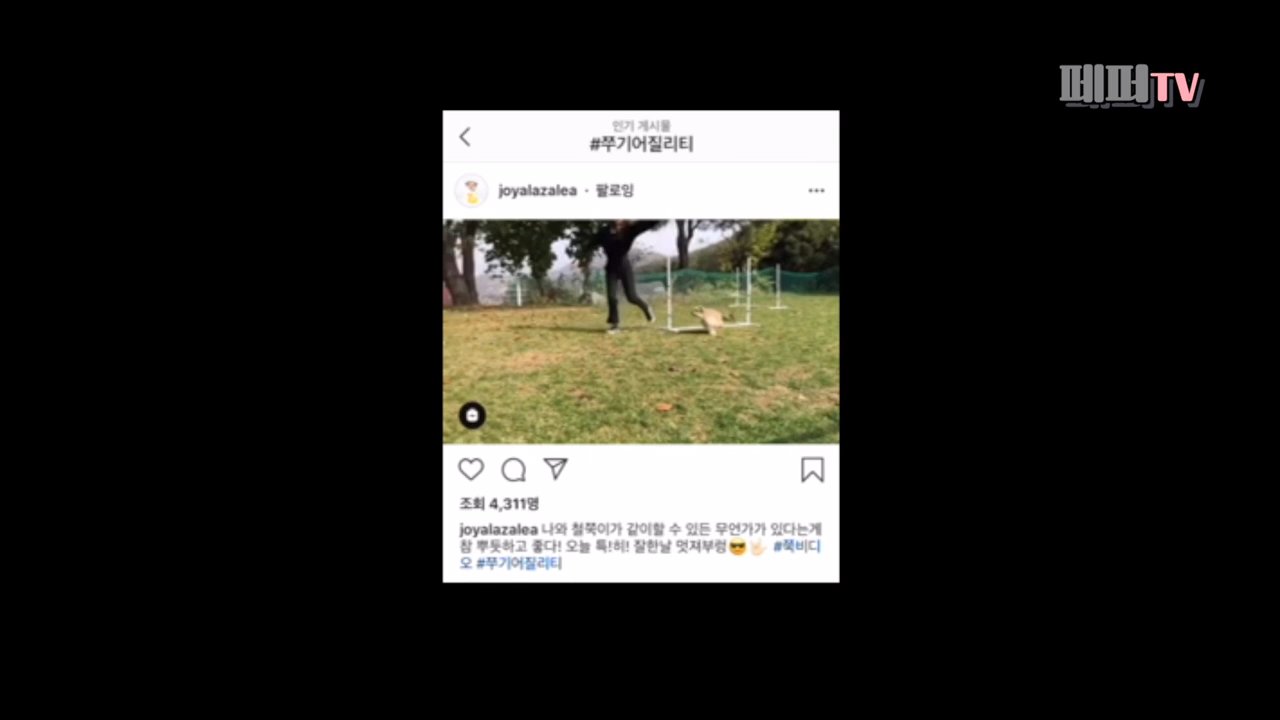 페퍼TV
인기 게시물
#쭈기어질리티
joyalazalea · 팔로잉
조회 4,311명
joyalazalea 나와 철쭉이가 같이할 수 있든 무언가가 있다는게
참 뿌듯하고 좋다! 오늘 특!히! 잘한날 멋져부렁😎🤟🏻 #쭉비디
오 #쭈기어질리티